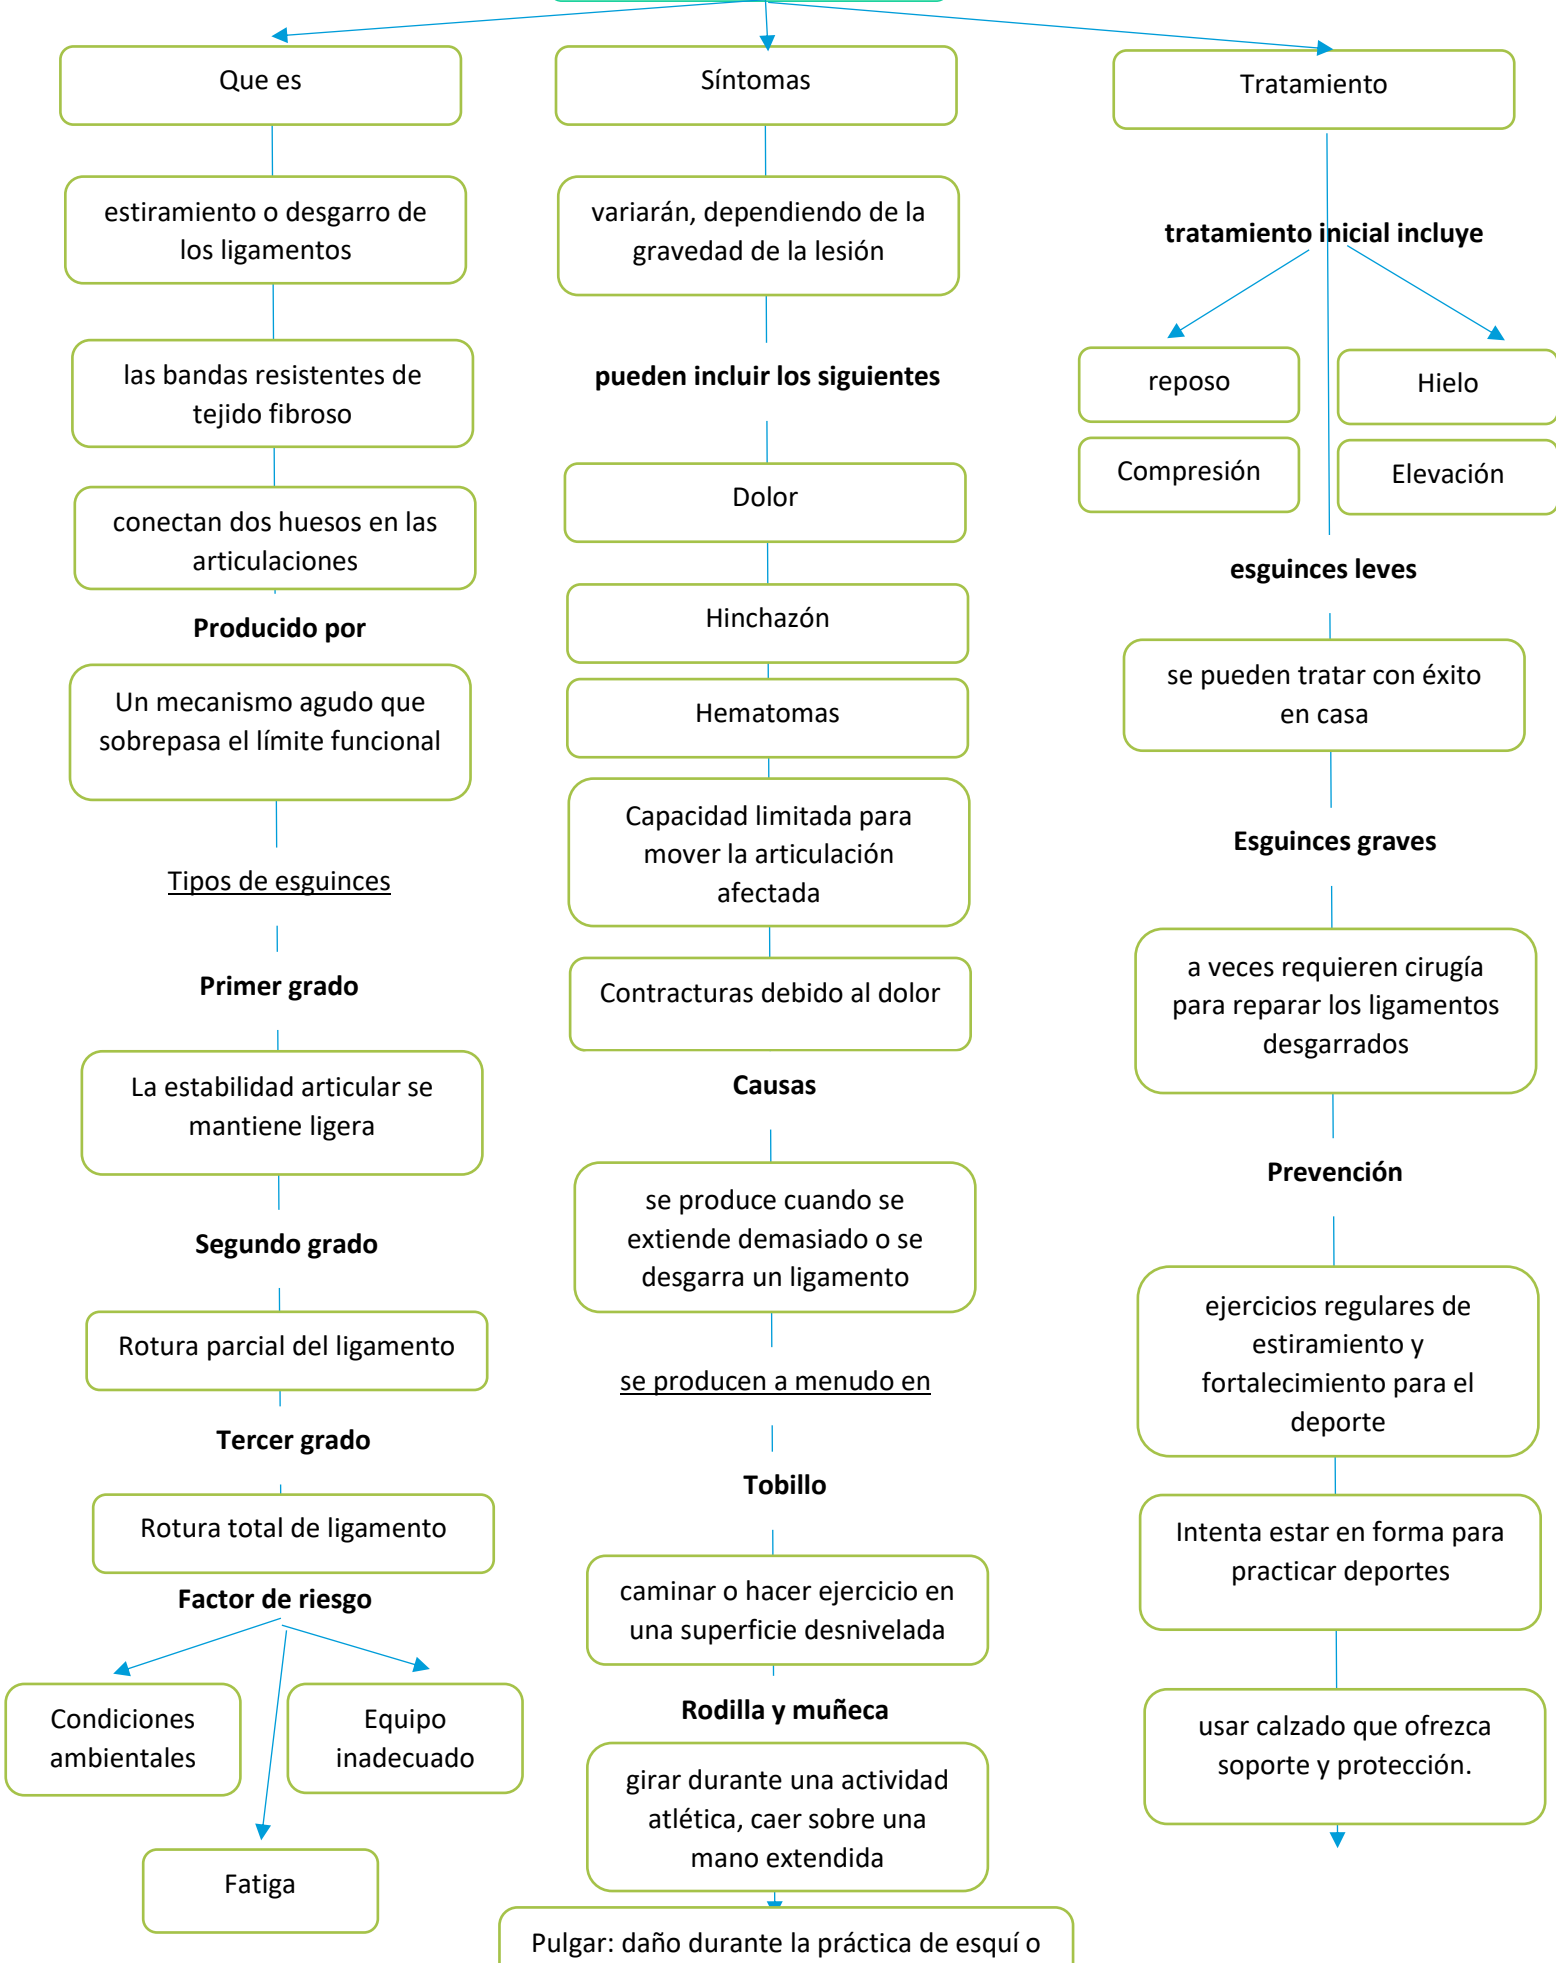 Que es
estiramiento o desgarro de
los ligamentos
las bandas resistentes de
tejido fibroso
conectan dos huesos en las
articulaciones
Producido por
Un mecanismo agudo que
sobrepasa el límite funcional
Tipos de esguinces
Primer grado
La estabilidad articular se
mantiene ligera
Segundo grado
Rotura parcial del ligamento
Tercer grado
Rotura total de ligamento
Factor de riesgo
Condiciones
ambientales
Equipo
inadecuado
Fatiga
Síntomas
variarán, dependiendo de la
gravedad de la lesión
pueden incluir los siguientes
Dolor
Hinchazón
Hematomas
Capacidad limitada para
mover la articulación
afectada
Contracturas debido al dolor
Causas
se produce cuando se
extiende demasiado o se
desgarra un ligamento
se producen a menudo en
Tobillo
caminar o hacer ejercicio en
una superficie desnivelada
Rodilla y muñeca
girar durante una actividad
atlética, caer sobre una
mano extendida
Pulgar: daño durante la práctica de esquí o
Tratamiento
tratamiento inicial incluye
reposo
Hielo
Compresión
Elevación
esguinces leves
se pueden tratar con éxito
en casa
Esguinces graves
a veces requieren cirugía
para reparar los ligamentos
desgarrados
Prevención
ejercicios regulares de
estiramiento y
fortalecimiento para el
deporte
Intenta estar en forma para
practicar deportes
usar calzado que ofrezca
soporte y protección.